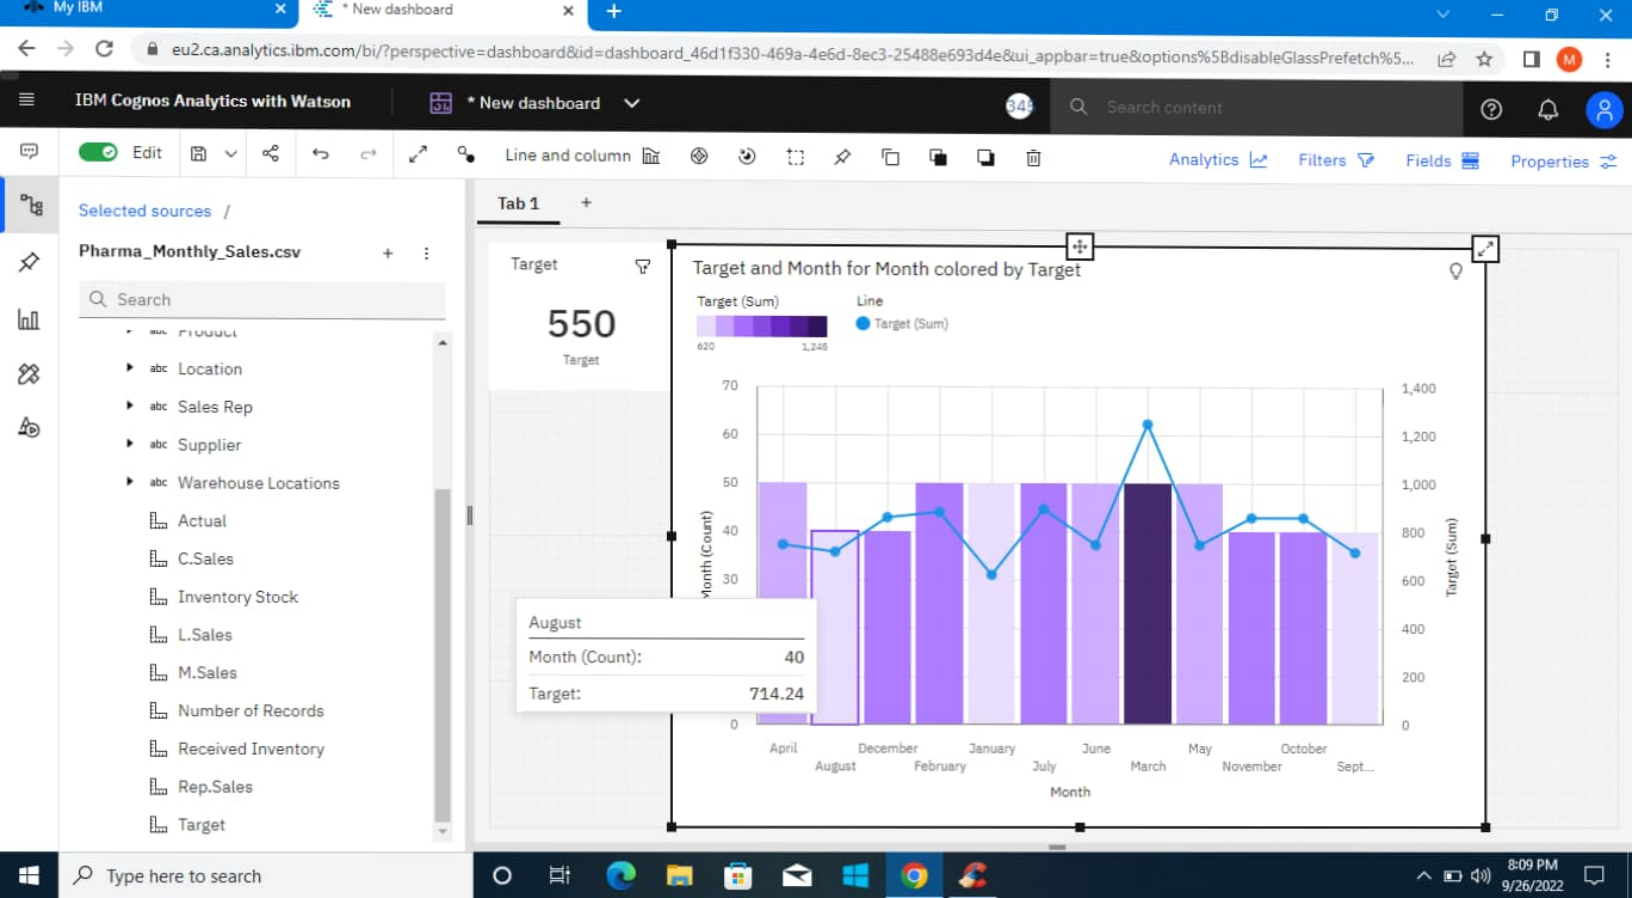 My IBM
* New dashboard
eu2.ca.analytics.ibm.com/bi/?perspective=dashboard&id=dashboard_46d1f330-469a-4e6d-8ec3-25488e693d4e&ui_appbar=true&options%5BdisableGlassPrefetch%5...
M
IBM Cognos Analytics with Watson
* New dashboard
Search content
Edit
Line and column
Analytics
Filters
Fields
Properties
Selected sources /
Tab 1
Pharma_Monthly_Sales.csv
Search
abc Product
abc Location
abc Sales Rep
abc Supplier
abc Warehouse Locations
Actual
C.Sales
Inventory Stock
L.Sales
M.Sales
Number of Records
Received Inventory
Rep.Sales
Target
Target
550
Target
Target and Month for Month colored by Target
Target (Sum)
620 1,245
Line
Target (Sum)
70
60
50
40
30
0
Month (Count)
1,400
1,200
1,000
800
600
400
200
0
Target (Sum)
August
Month (Count): 40
Target: 714.24
April December January June May October
August February July March November Sept...
Month
Type here to search
8:09 PM
9/26/2022